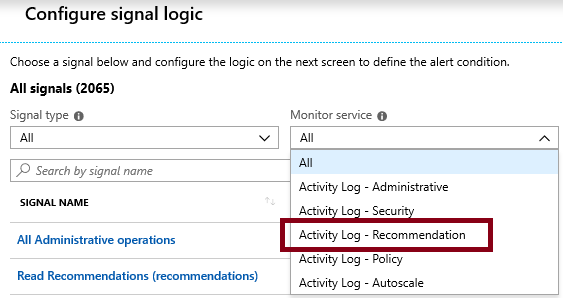 Configure signal logic
Choose a signal below and configure the logic on the next screen to define the alert condition.
All signals (2065)
Signal type
All
Search by signal name
SIGNAL NAME
All Administrative operations
Read Recommendations (recommendations)
Monitor service
All
All
Activity Log - Administrative
Activity Log - Security
Activity Log - Recommendation
Activity Log - Policy
Activity Log - Autoscale